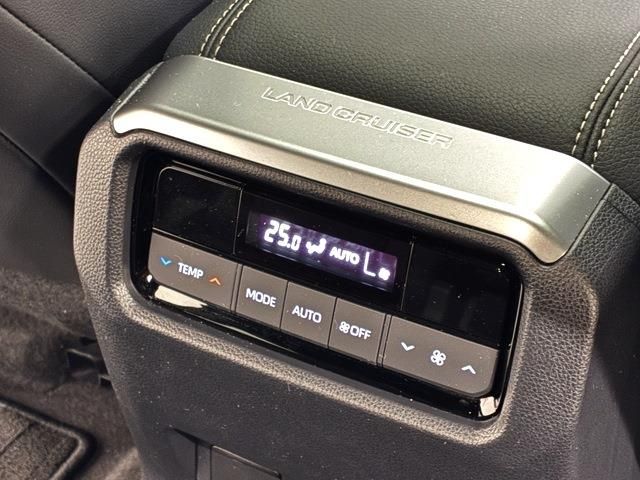 LAND CRUISER
25.0 AUTO L
TEMP MODE AUTO OFF